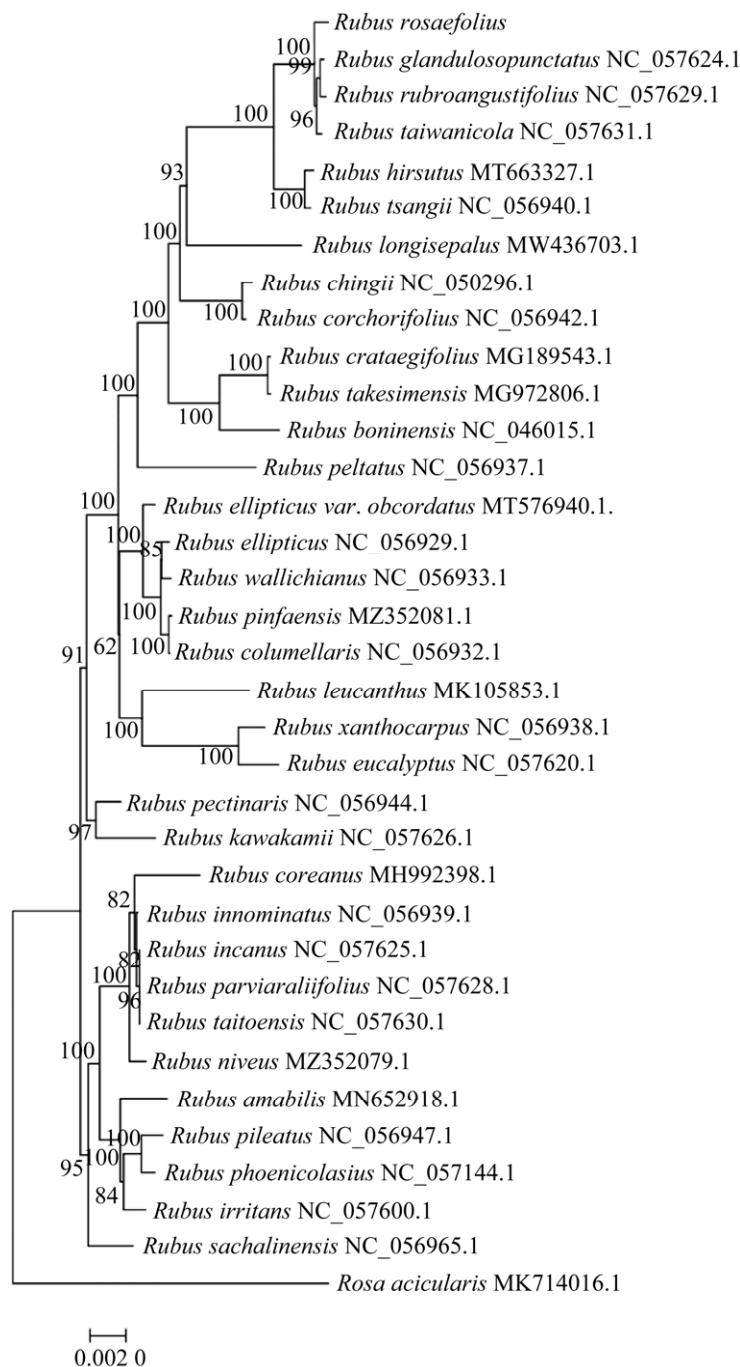 Rubus rosaefolius
100
99
Rubus glandulosopunctatus NC_057624.1
Rubus rubroangustifolius NC_057629.1
96
100
Rubus taiwanicola NC_057631.1
93
Rubus hirsutus MT663327.1
100
Rubus tsangii NC_056940.1
100
Rubus longisepalus MW436703.1
Rubus chingii NC_050296.1
100
Rubus corchorifolius NC_056942.1
100
100
Rubus crataegifolius MG189543.1
100
Rubus takesimensis MG972806.1
100
Rubus boninensis NC_046015.1
Rubus peltatus NC_056937.1
100
Rubus ellipticus var. obcordatus MT576940.1.
100
85
Rubus ellipticus NC_056929.1
Rubus wallichianus NC_056933.1
100
Rubus pinfaensis MZ352081.1
91
62
100
Rubus columellaris NC_056932.1
Rubus leucanthus MK105853.1
100
Rubus xanthocarpus NC_056938.1
100
Rubus eucalyptus NC_057620.1
Rubus pectinaris NC_056944.1
97
Rubus kawakamii NC_057626.1
Rubus coreanus MH992398.1
82
Rubus innominatus NC_056939.1
82
Rubus incanus NC_057625.1
100
Rubus parviaraliifolius NC_057628.1
96
Rubus taitoensis NC_057630.1
100
Rubus niveus MZ352079.1
Rubus amabilis MN652918.1
100
Rubus pileatus NC_056947.1
100
95
Rubus phoenicolasius NC_057144.1
84
Rubus irritans NC_057600.1
Rubus sachalinensis NC_056965.1
Rosa acicularis MK714016.1
0.002 0